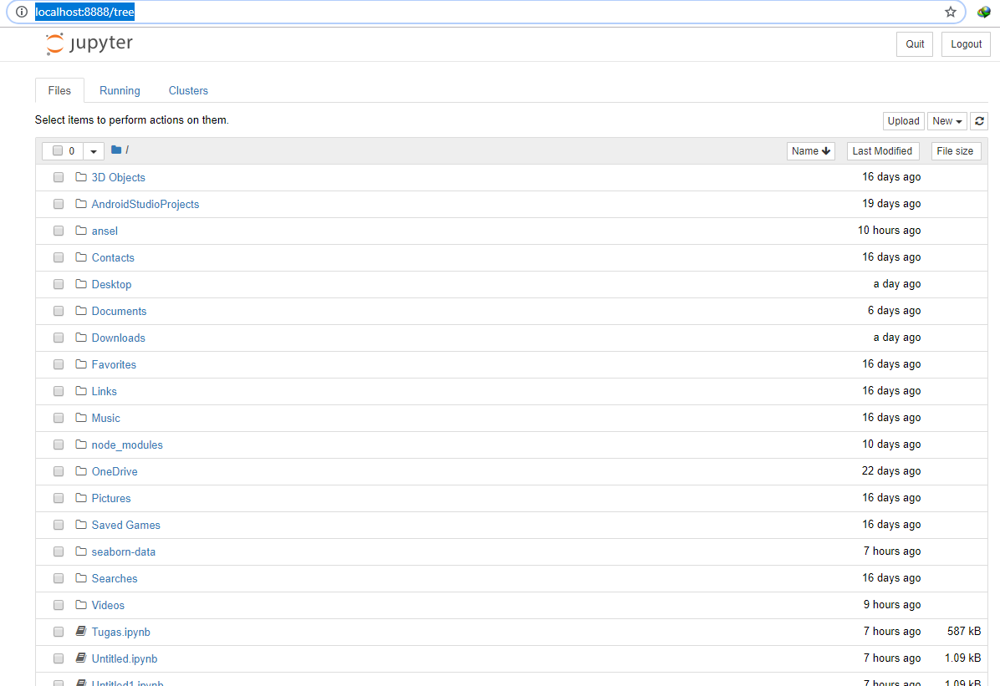 localhost:8888/tree
jupyter
Quit Logout
Files Running Clusters
Select items to perform actions on them.
Upload New
0 / Name Last Modified File size
3D Objects 16 days ago
AndroidStudioProjects 19 days ago
ansel 10 hours ago
Contacts 16 days ago
Desktop a day ago
Documents 6 days ago
Downloads a day ago
Favorites 16 days ago
Links 16 days ago
Music 16 days ago
node_modules 10 days ago
OneDrive 22 days ago
Pictures 16 days ago
Saved Games 16 days ago
seaborn-data 7 hours ago
Searches 16 days ago
Videos 9 hours ago
Tugas.ipynb 7 hours ago 587 kB
Untitled.ipynb 7 hours ago 1.09 kB
Untitled1.ipynb 7 hours ago 1.09 kB